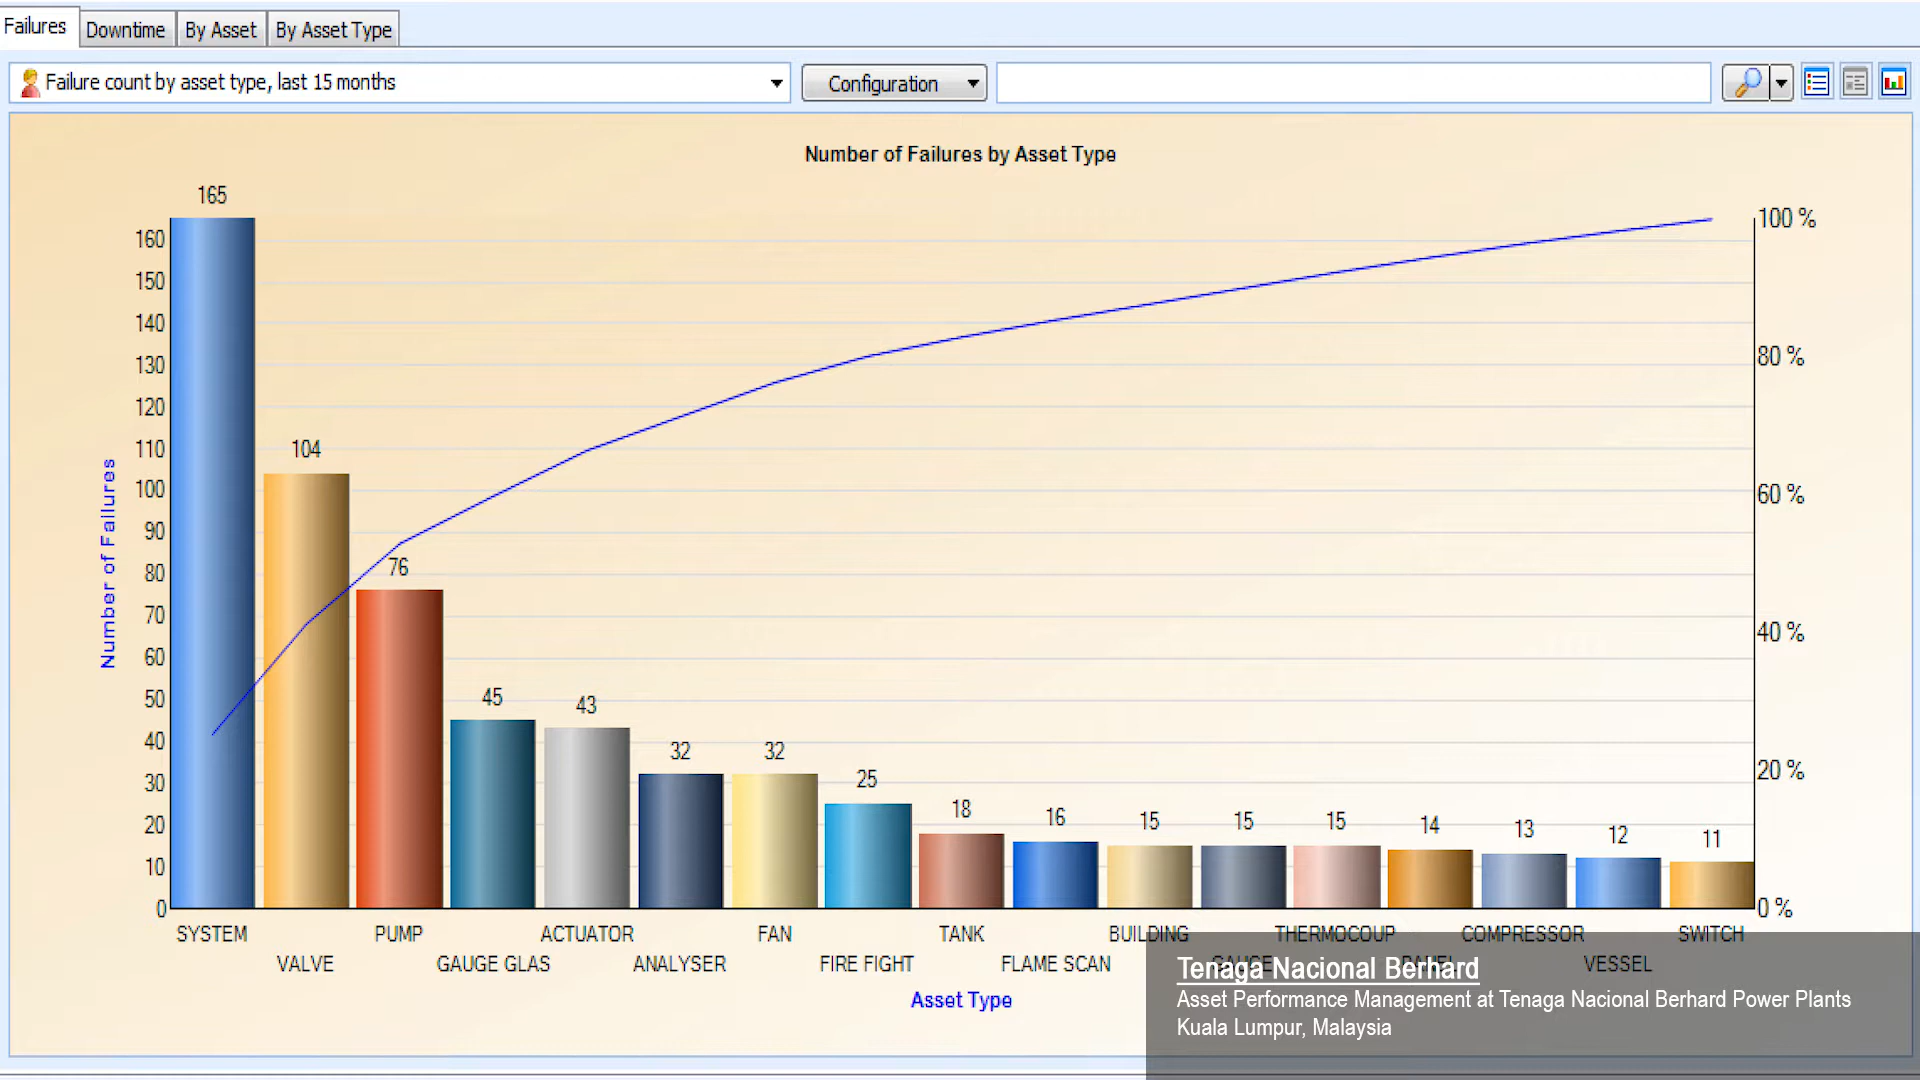 Failures
Downtime
By Asset
By Asset Type
Failure count by asset type, last 15 months
Configuration
Number of Failures by Asset Type
165
104
76
45
43
32
32
25
18
16
15
15
15
14
13
12
11
160
150
140
130
120
110
100
90
80
70
60
50
40
30
20
10
0
100 %
80 %
60 %
40 %
20 %
0 %
Number of Failures
SYSTEM
VALVE
PUMP
GAUGE GLAS
ACTUATOR
ANALYSER
FAN
FIRE FIGHT
TANK
FLAME SCAN
BUILDING
GAUGE
THERMOCOUP
PANEL
COMPRESSOR
VESSEL
SWITCH
Asset Type
Tenaga Nacional Berhard
Asset Performance Management at Tenaga Nacional Berhard Power Plants
Kuala Lumpur, Malaysia